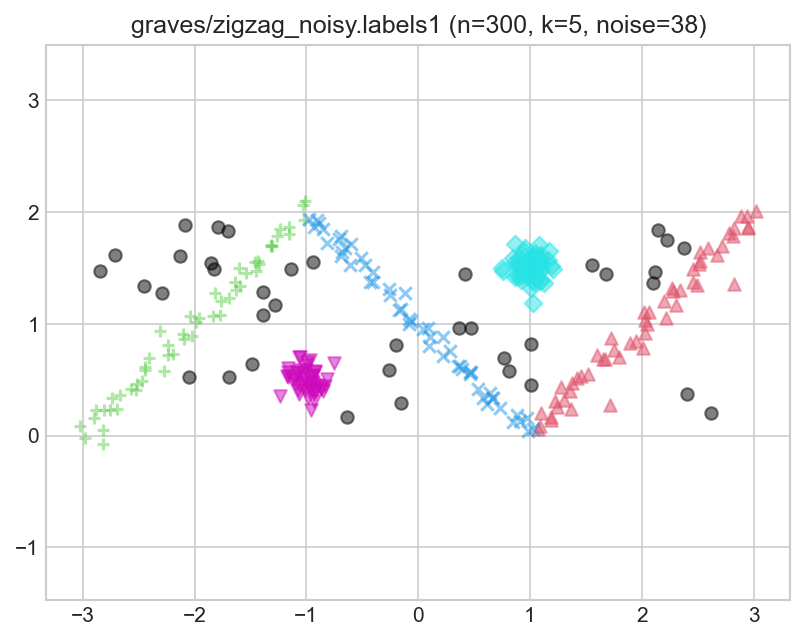 graves/zigzag_noisy.labels1 (n=300, k=5, noise=38)
3
2
1
0
−1
−3 −2 −1 0 1 2 3